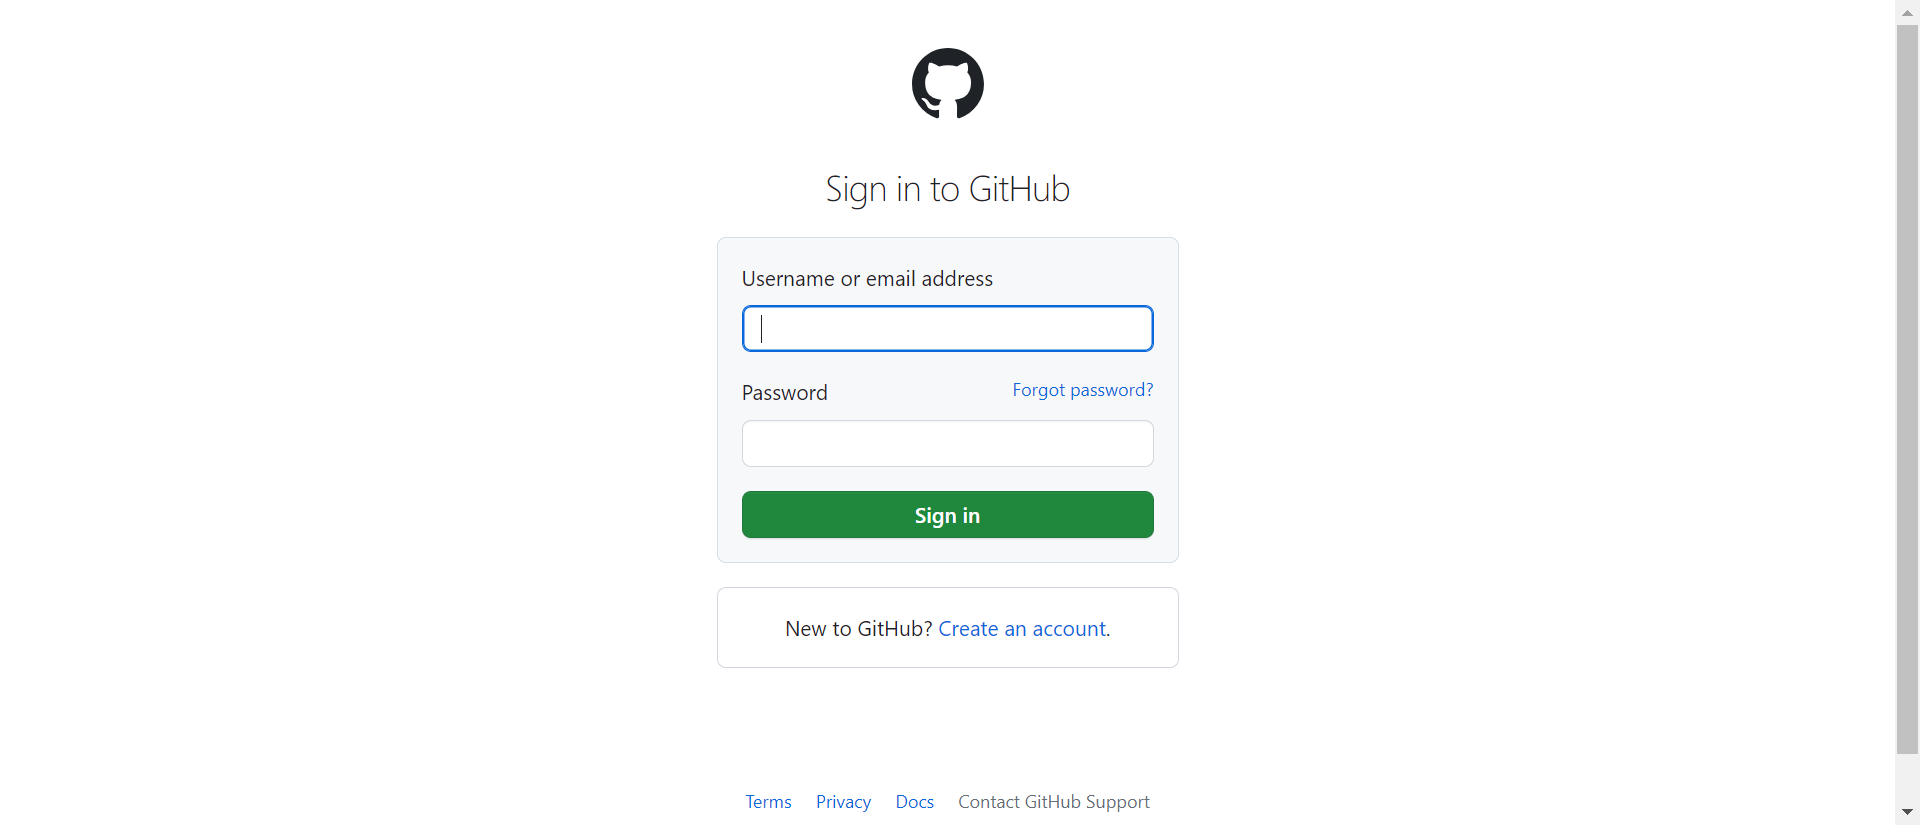 Sign in to GitHub
Username or email address
Password
Forgot password?
Sign in
New to GitHub? Create an account.
Terms Privacy Docs Contact GitHub Support